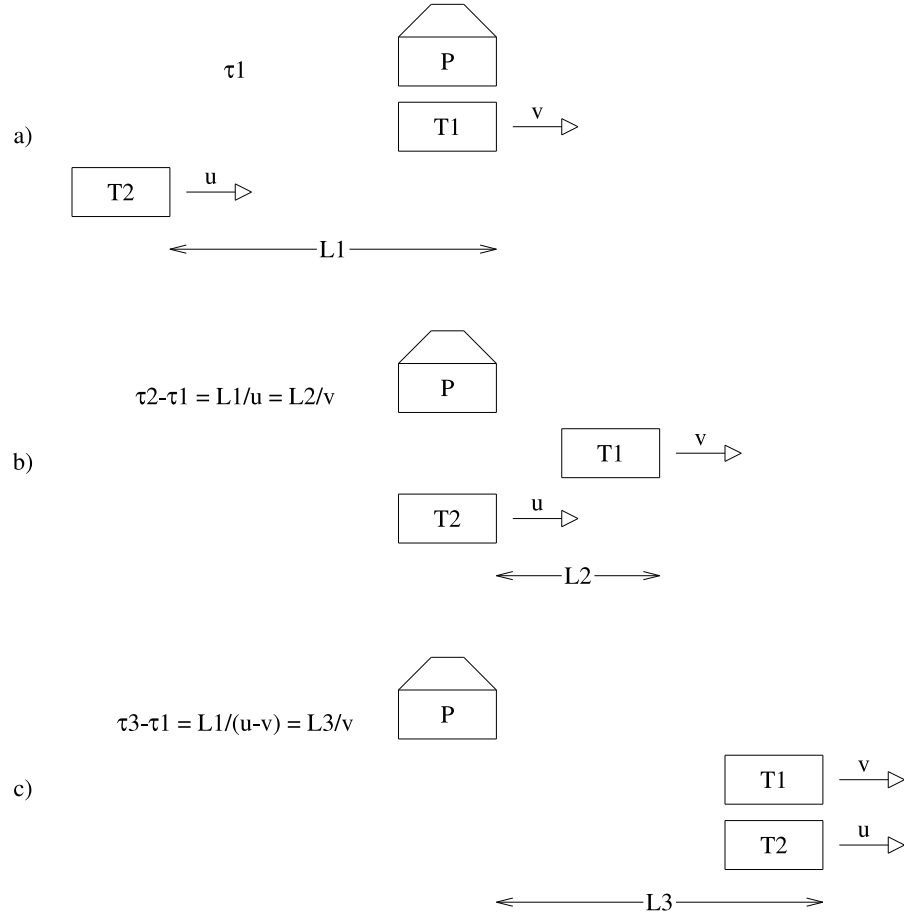 P
τ1
T1 v
a)
T2 u
L1
P
τ2-τ1 = L1/u = L2/v
T1 v
b)
T2 u
L2
P
τ3-τ1 = L1/(u-v) = L3/v
T1 v
c)
T2 u
L3